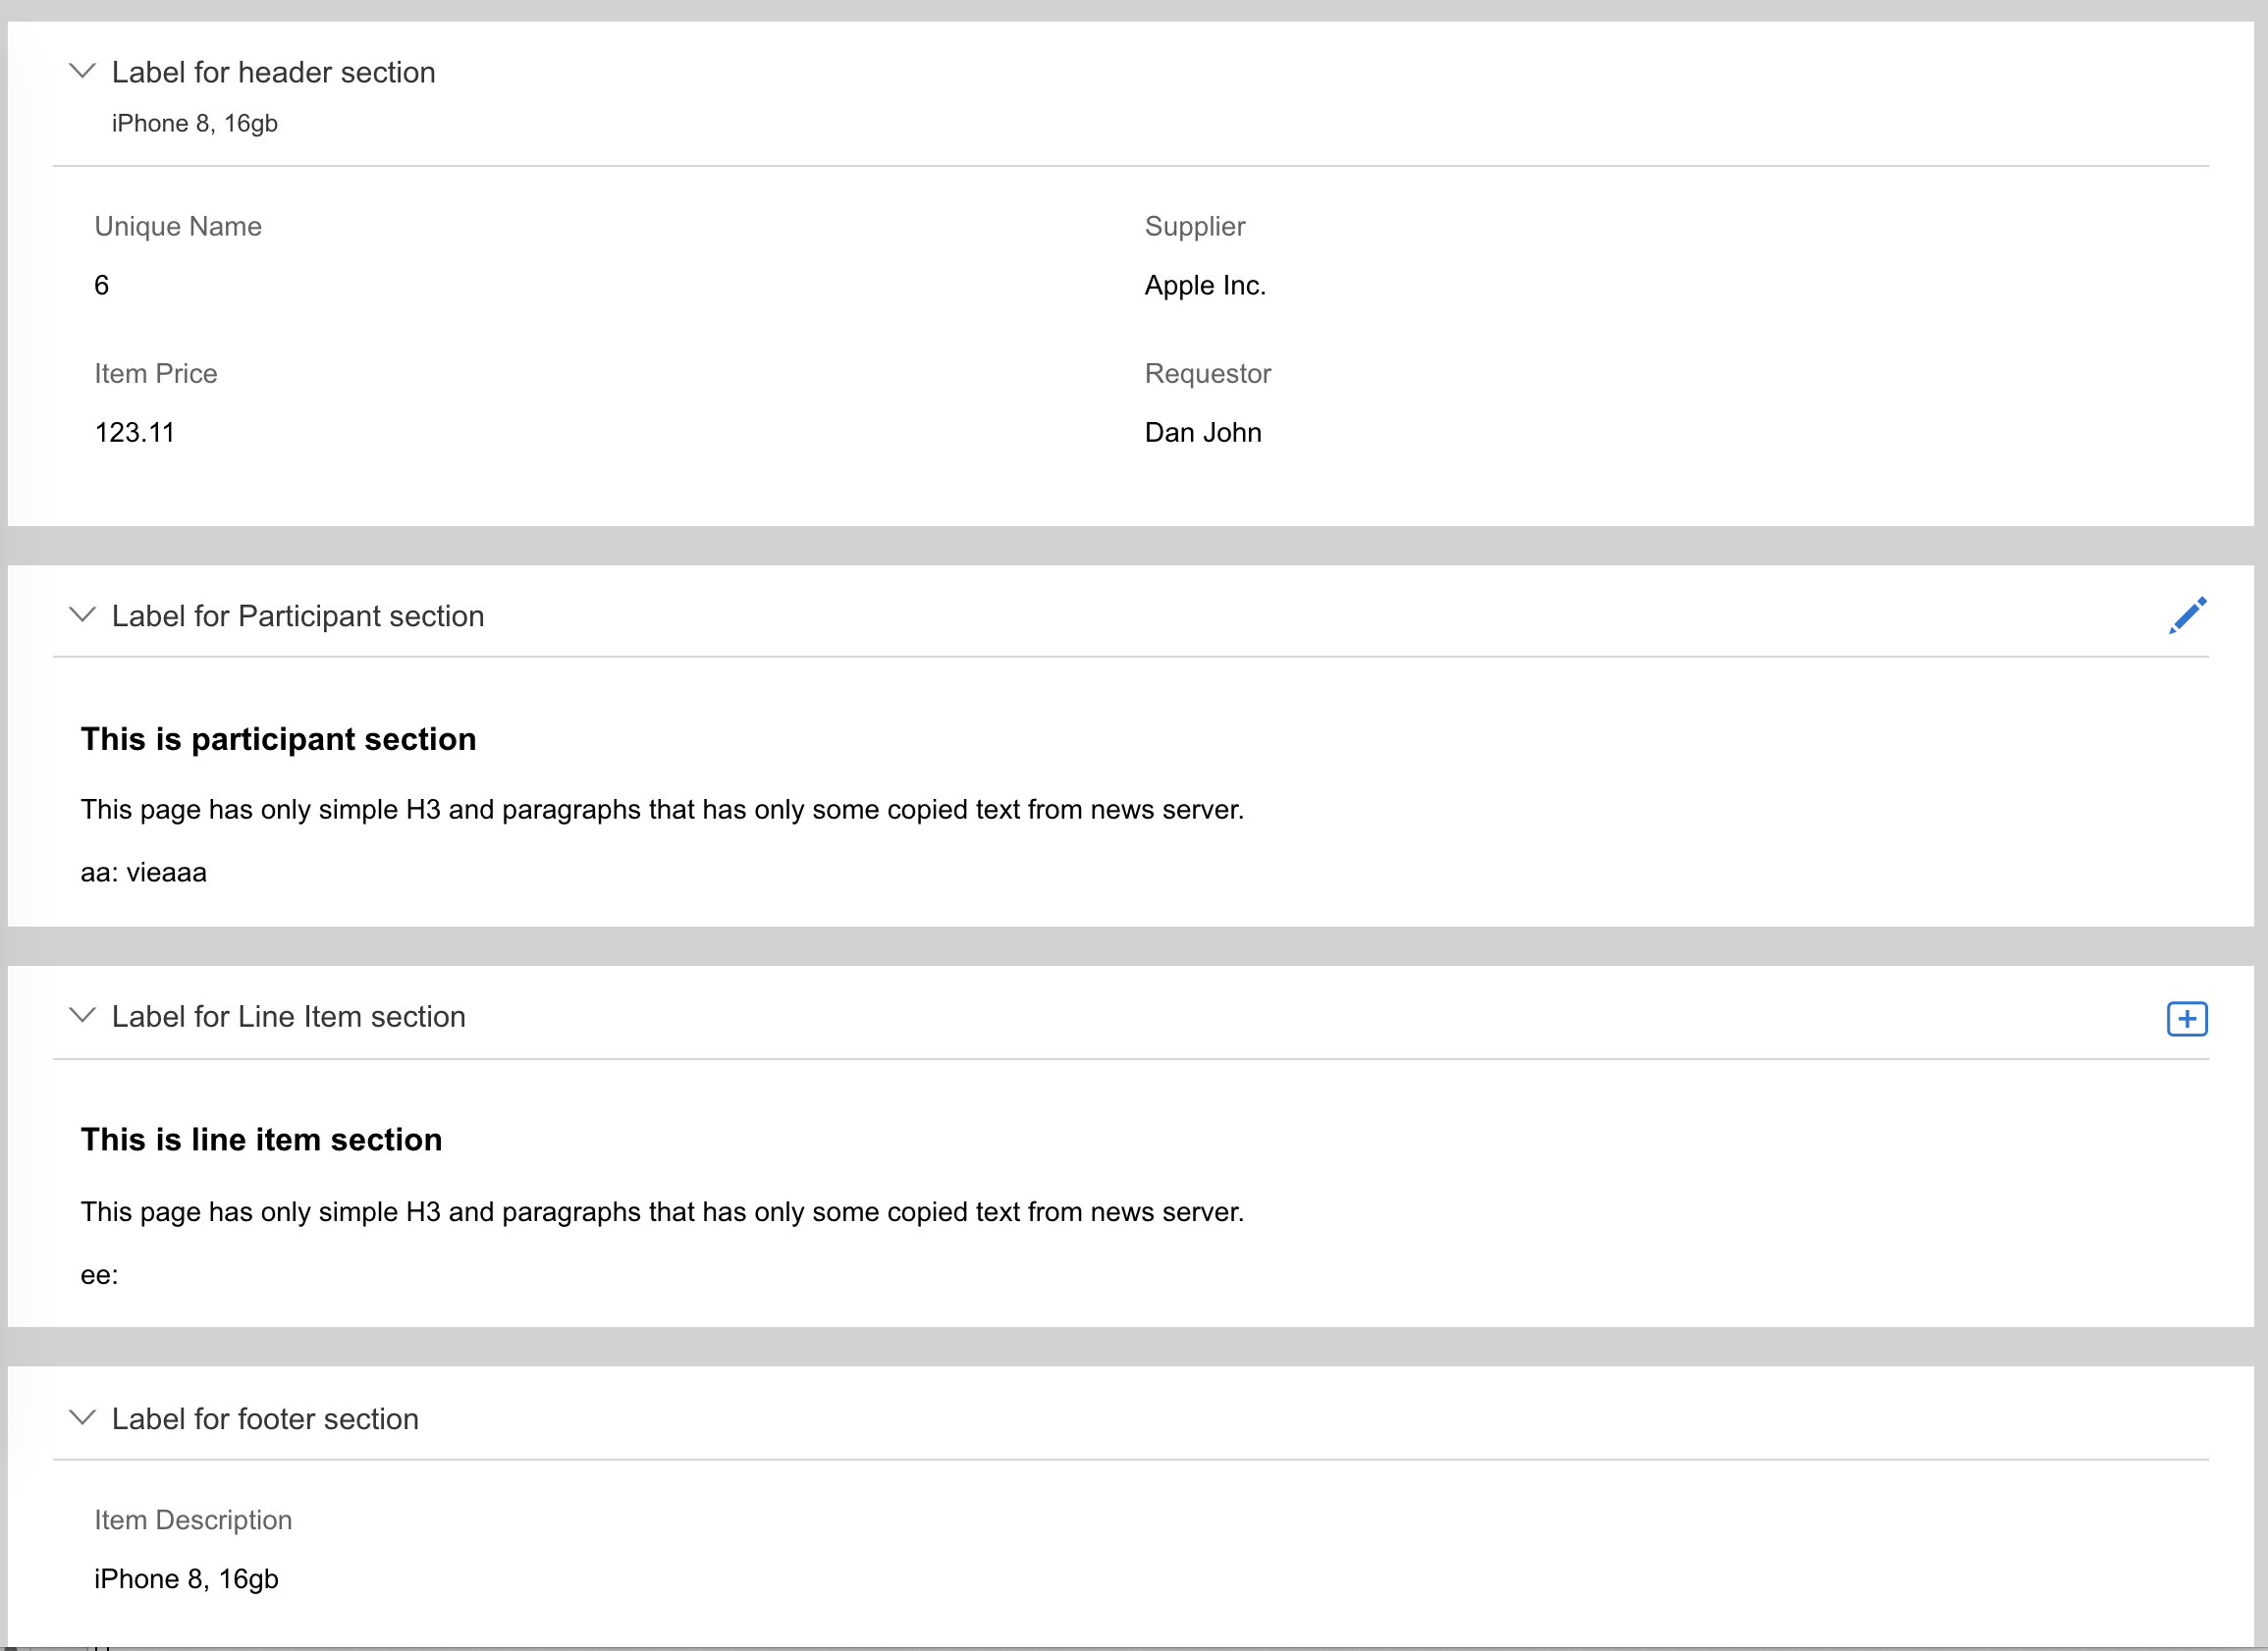 Label for header section
iPhone 8, 16gb
Unique Name
Supplier
6
Apple Inc.
Item Price
Requestor
123.11
Dan John
Label for Participant section
This is participant section
This page has only simple H3 and paragraphs that has only some copied text from news server.
aa: vieaaa
Label for Line Item section
This is line item section
This page has only simple H3 and paragraphs that has only some copied text from news server.
ee:
Label for footer section
Item Description
iPhone 8, 16gb